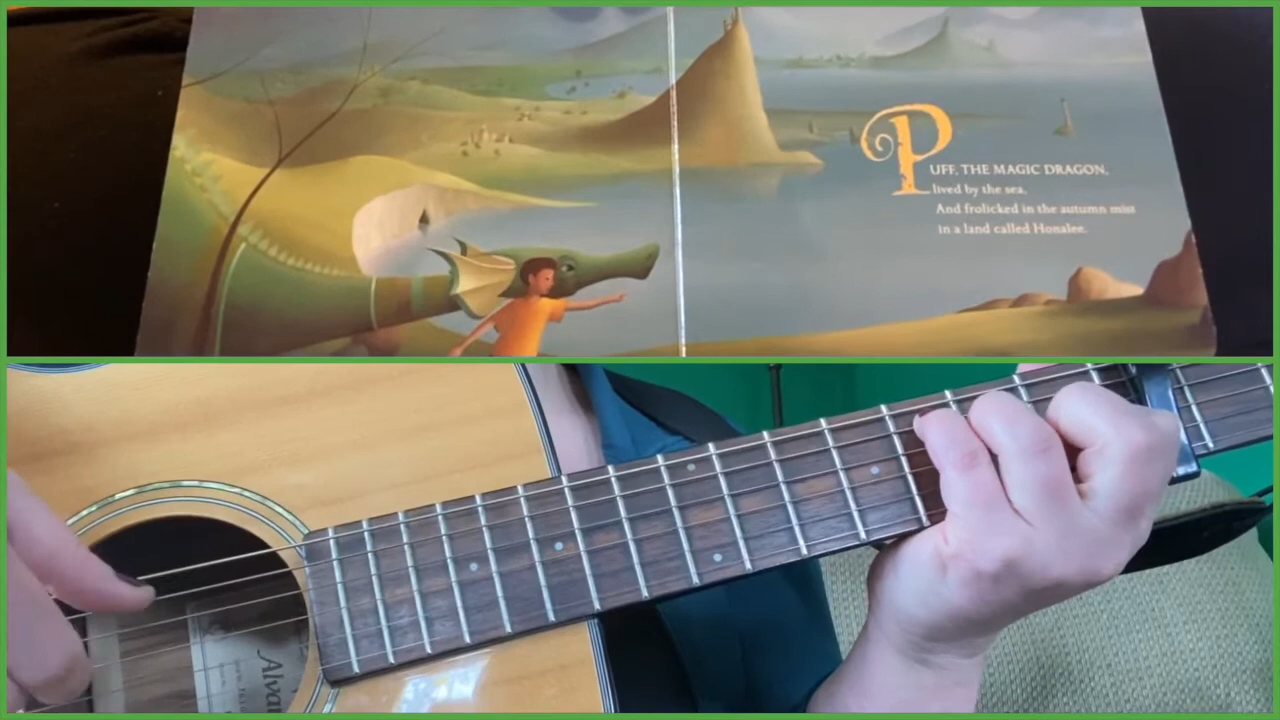 PUFF, THE MAGIC DRAGON,
lived by the sea.
And frolicked in the autumn mist
in a land called Honalee.
Alva